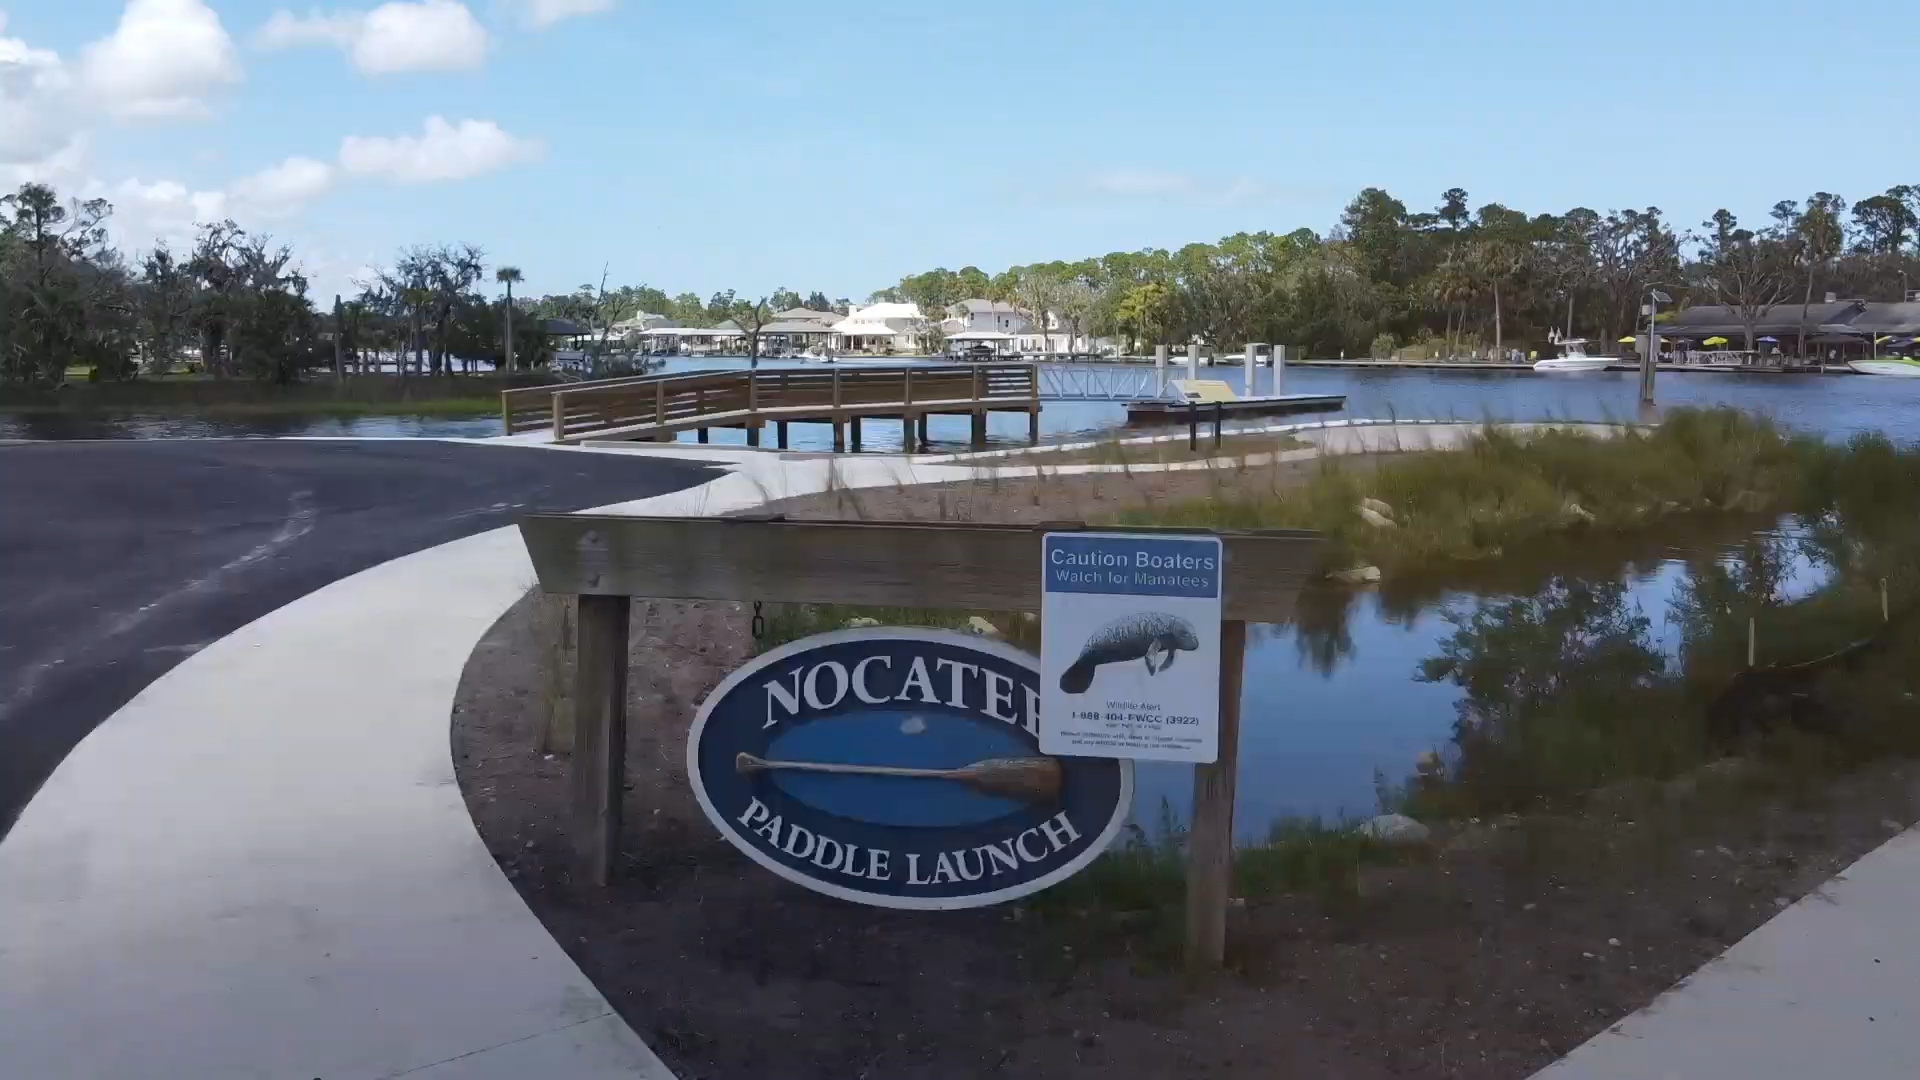 Caution Boaters
Watch for Manatees
Wildlife Alert
1-888-404-FWCC (3922)
NOCATEE
PADDLE LAUNCH